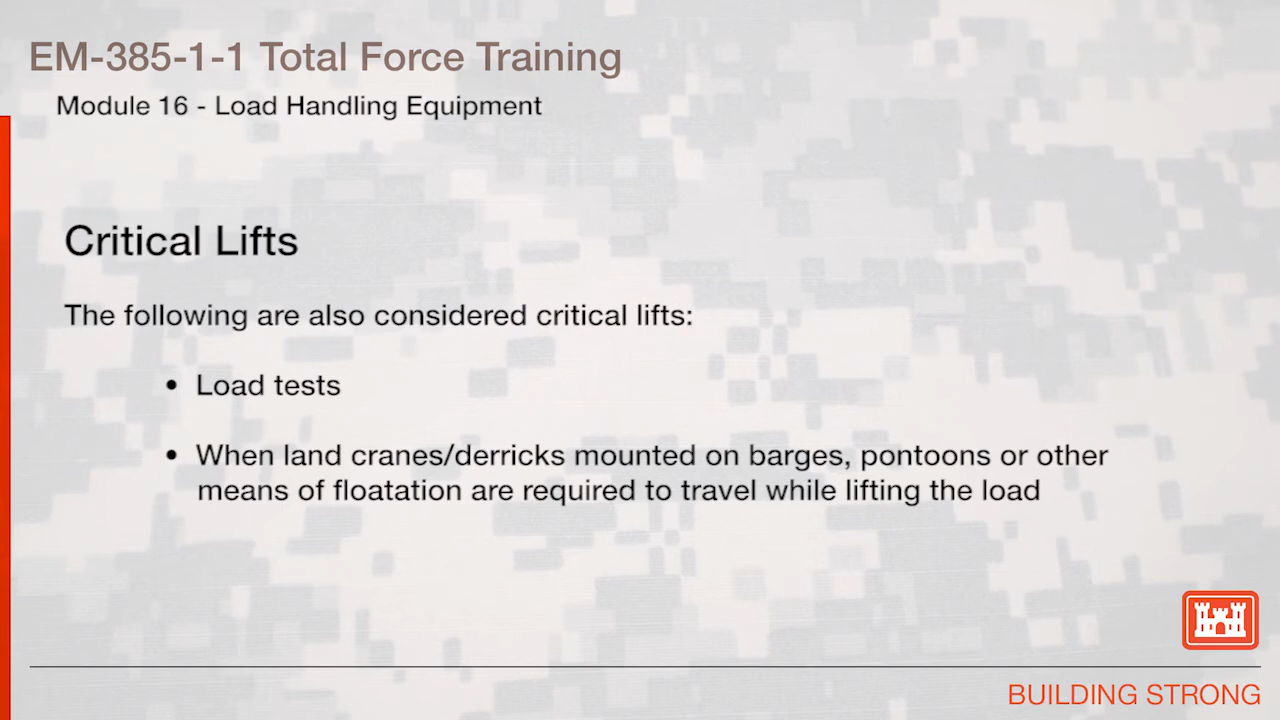 EM-385-1-1 Total Force Training
Module 16 - Load Handling Equipment
Critical Lifts
The following are also considered critical lifts:
• Load tests
• When land cranes/derricks mounted on barges, pontoons or other
means of floatation are required to travel while lifting the load
BUILDING STRONG